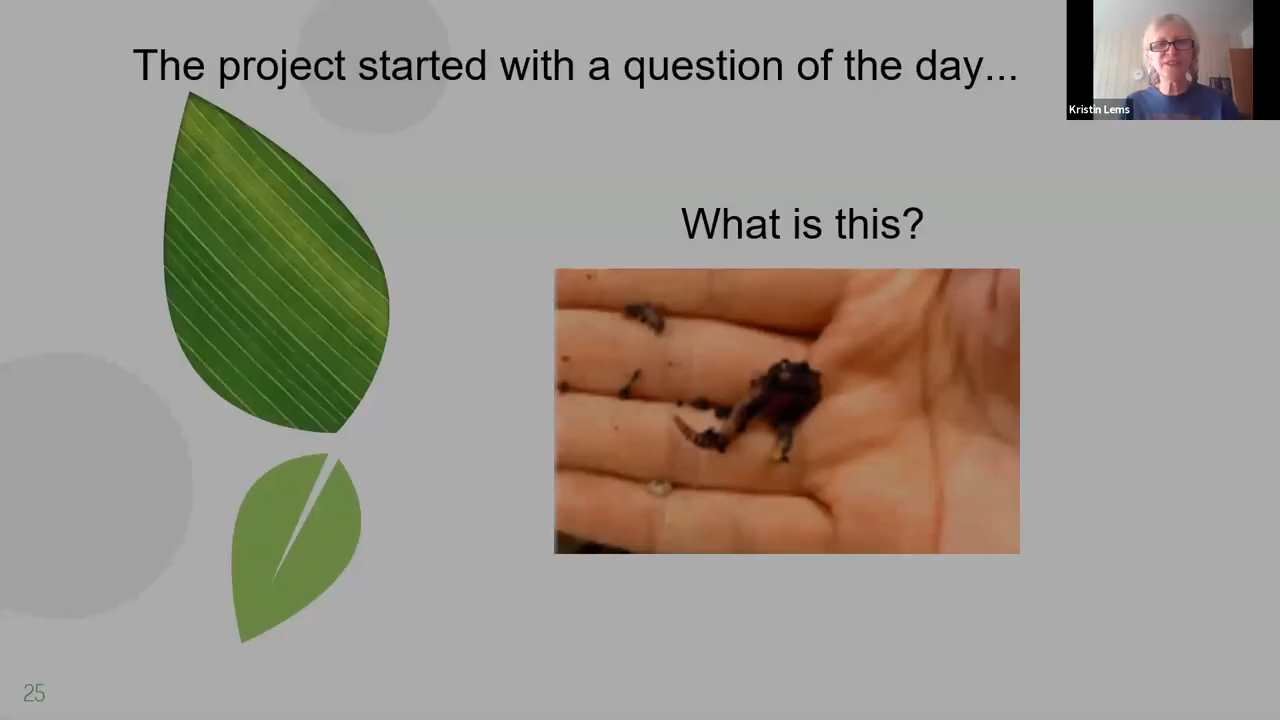 The project started with a question of the day...
Kristin Lems
What is this?
25